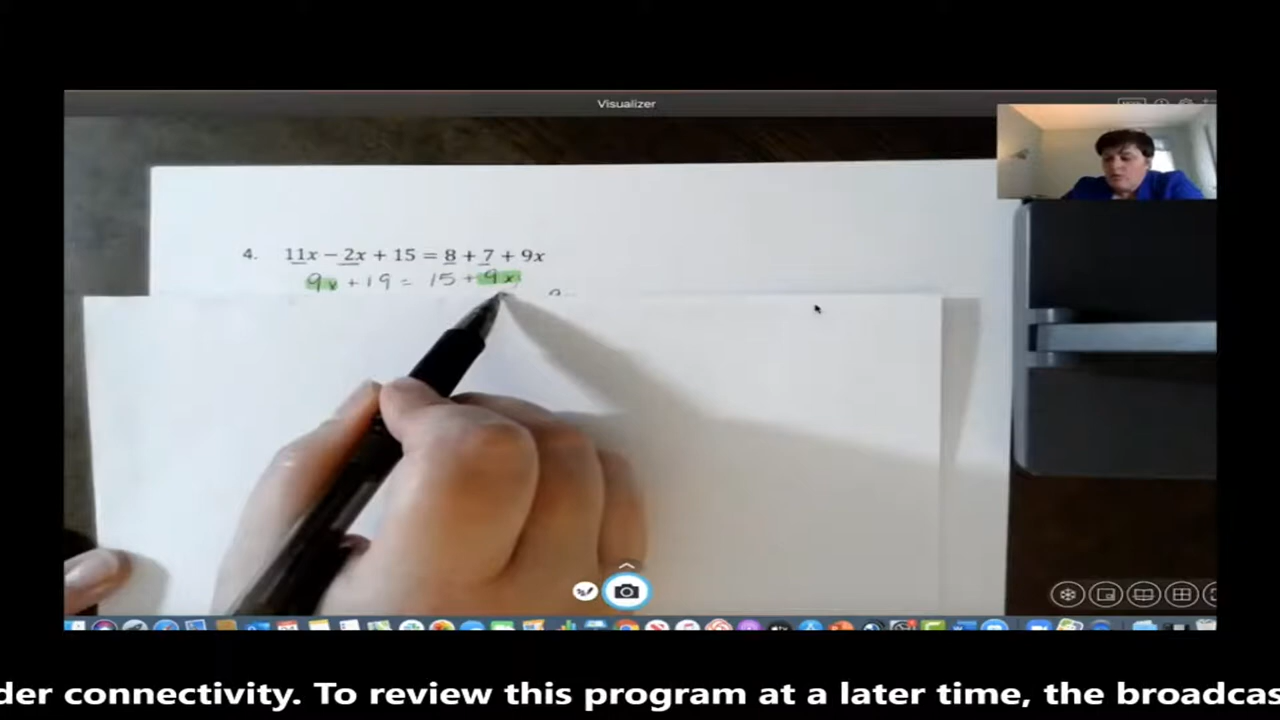 Visualizer
4. 11x − 2x + 15 = 8 + 7 + 9x
9x + 19 = 15 + 9x
der connectivity. To review this program at a later time, the broadcas